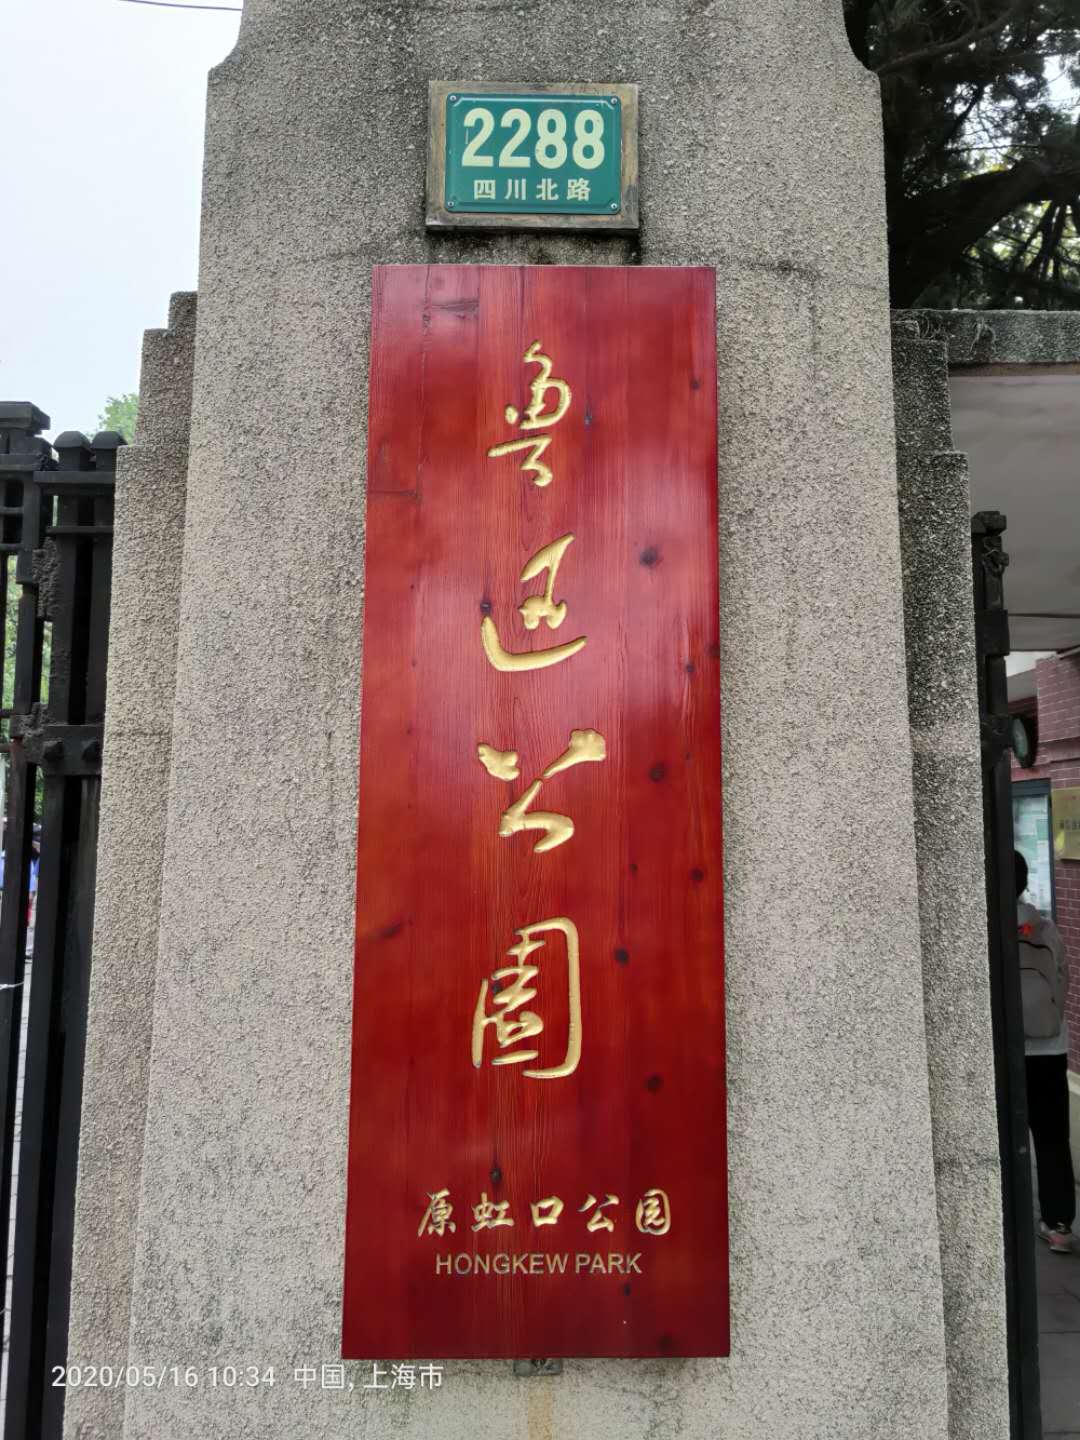 2288
四川北路
鲁迅公园
原虹口公园
HONGKEW PARK
2020/05/16 10:34 中国, 上海市